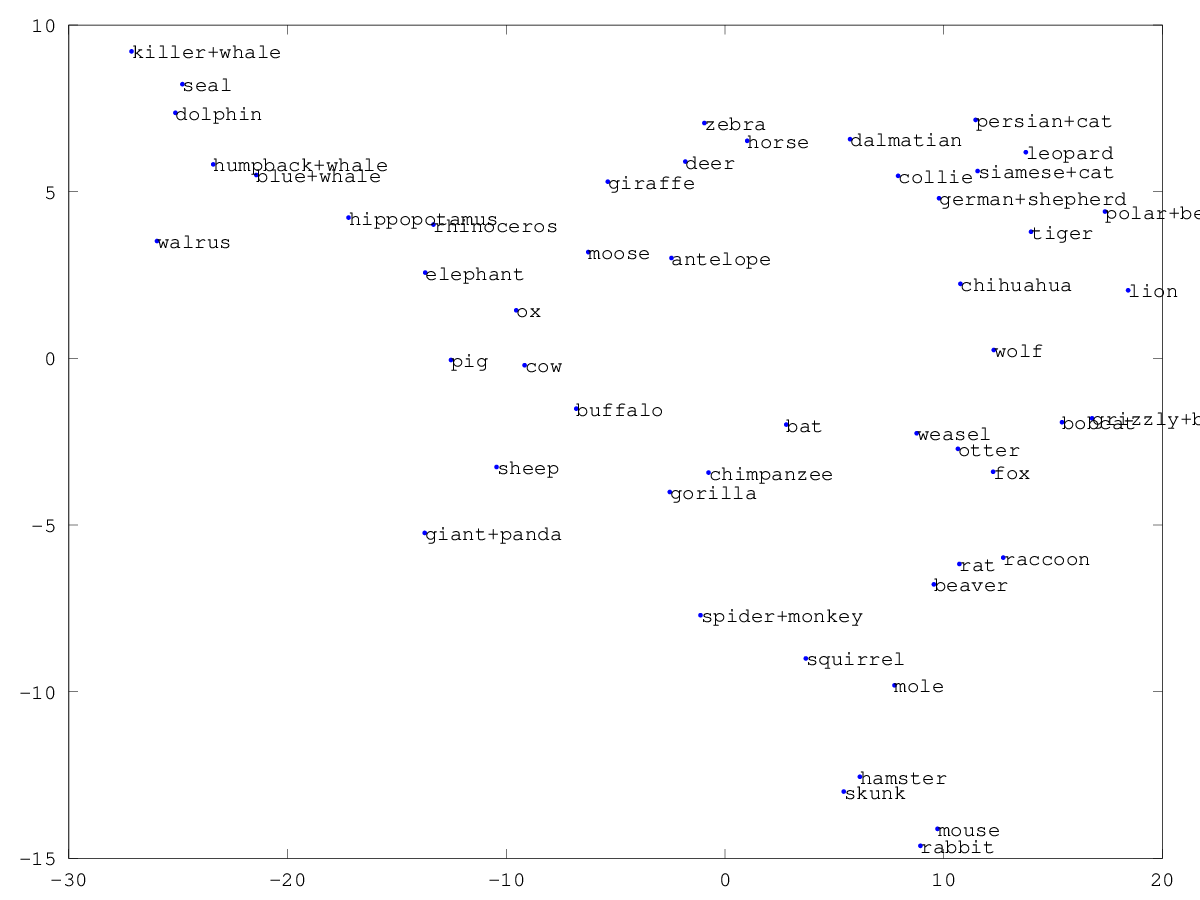 10
killer+whale
seal
dolphin
zebra
persian+cat
horse
dalmatian
leopard
humpback+whale
deer
blue+whale
siamese+cat
collie
5
giraffe
german+shepherd
hippopotamus
rhinoceros
polar+be
walrus
tiger
moose
antelope
elephant
chihuahua
lion
ox
wolf
0
pig
cow
buffalo
bat
bobcat
grizzly+b
weasel
otter
sheep
chimpanzee
fox
gorilla
−5
giant+panda
raccoon
rat
beaver
spider+monkey
squirrel
mole
−10
hamster
skunk
mouse
rabbit
−15
−30 −20 −10 0 10 20